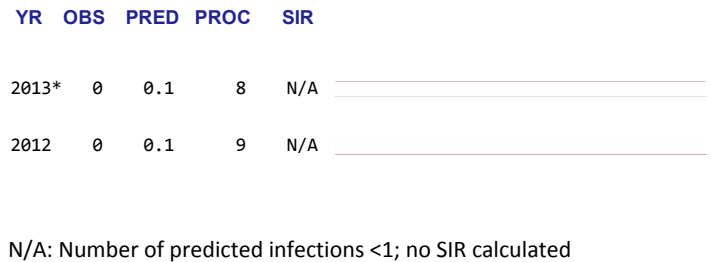 YR OBS PRED PROC SIR
2013* 0 0.1 8 N/A
2012 0 0.1 9 N/A
N/A: Number of predicted infections <1; no SIR calculated